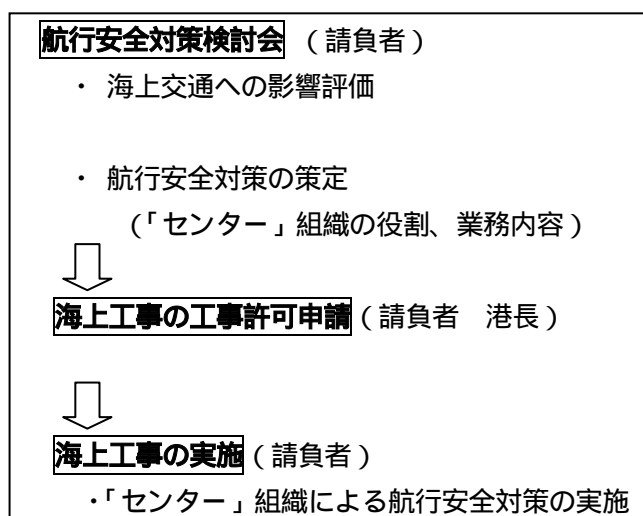 航行安全対策検討会 （請負者）
・ 海上交通への影響評価
・ 航行安全対策の策定
（「センター」組織の役割、業務内容）
海上工事の工事許可申請（請負者　港長）
海上工事の実施（請負者）
・「センター」組織による航行安全対策の実施